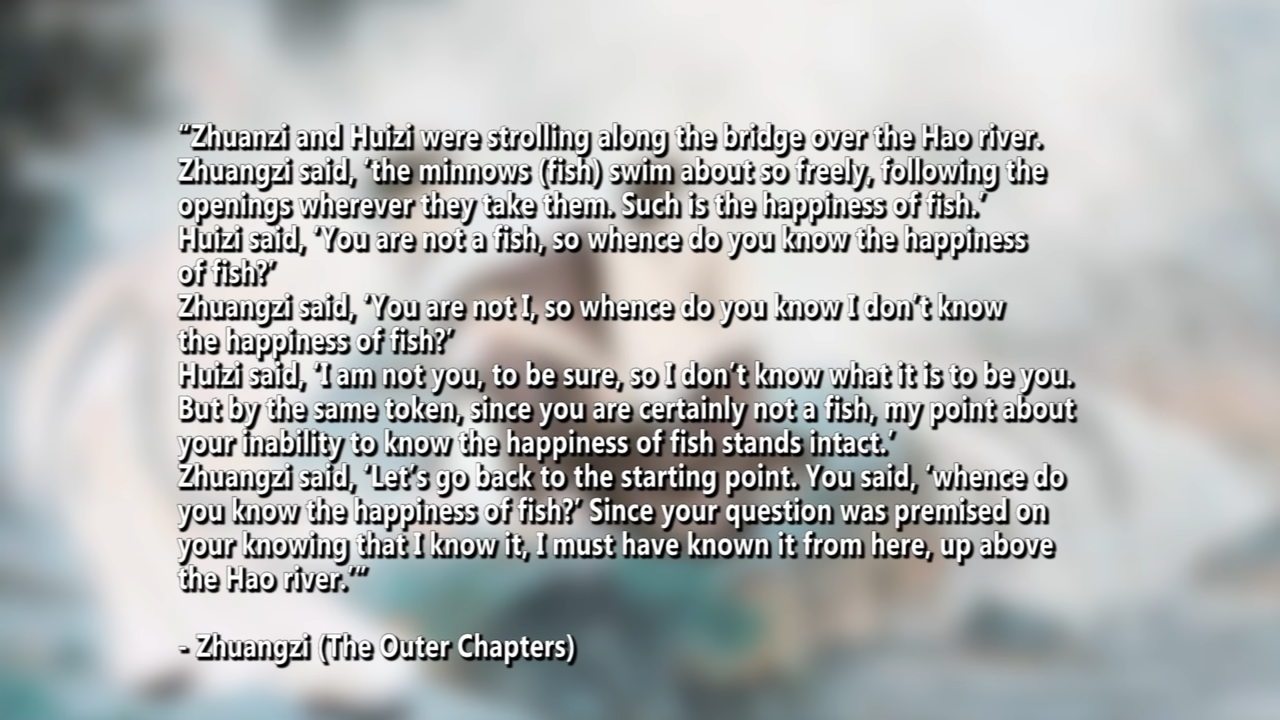 “Zhuanzi and Huizi were strolling along the bridge over the Hao river.
Zhuangzi said, ‘the minnows (fish) swim about so freely, following the
openings wherever they take them. Such is the happiness of fish.’
Huizi said, ‘You are not a fish, so whence do you know the happiness
of fish?’
Zhuangzi said, ‘You are not I, so whence do you know I don’t know
the happiness of fish?’
Huizi said, ‘I am not you, to be sure, so I don’t know what it is to be you.
But by the same token, since you are certainly not a fish, my point about
your inability to know the happiness of fish stands intact.’
Zhuangzi said, ‘Let’s go back to the starting point. You said, ‘whence do
you know the happiness of fish?’ Since your question was premised on
your knowing that I know it, I must have known it from here, up above
the Hao river.’”
- Zhuangzi (The Outer Chapters)